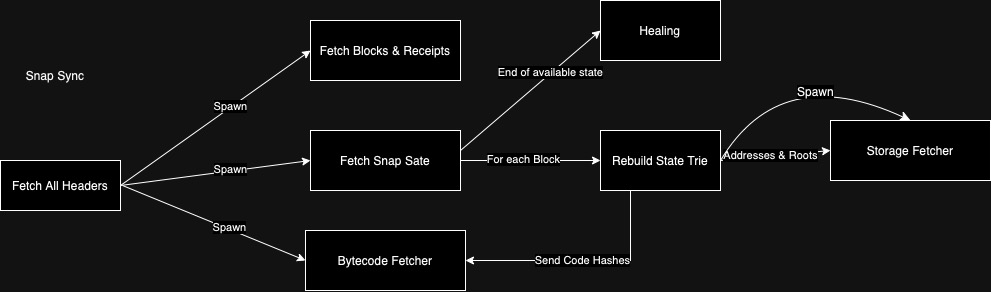 Healing
Fetch Blocks & Receipts
Snap Sync
End of available state
Spawn
Spawn
Fetch Snap Sate
For each Block
Rebuild State Trie
Addresses & Roots
Storage Fetcher
Spawn
Fetch All Headers
Spawn
Bytecode Fetcher
Send Code Hashes